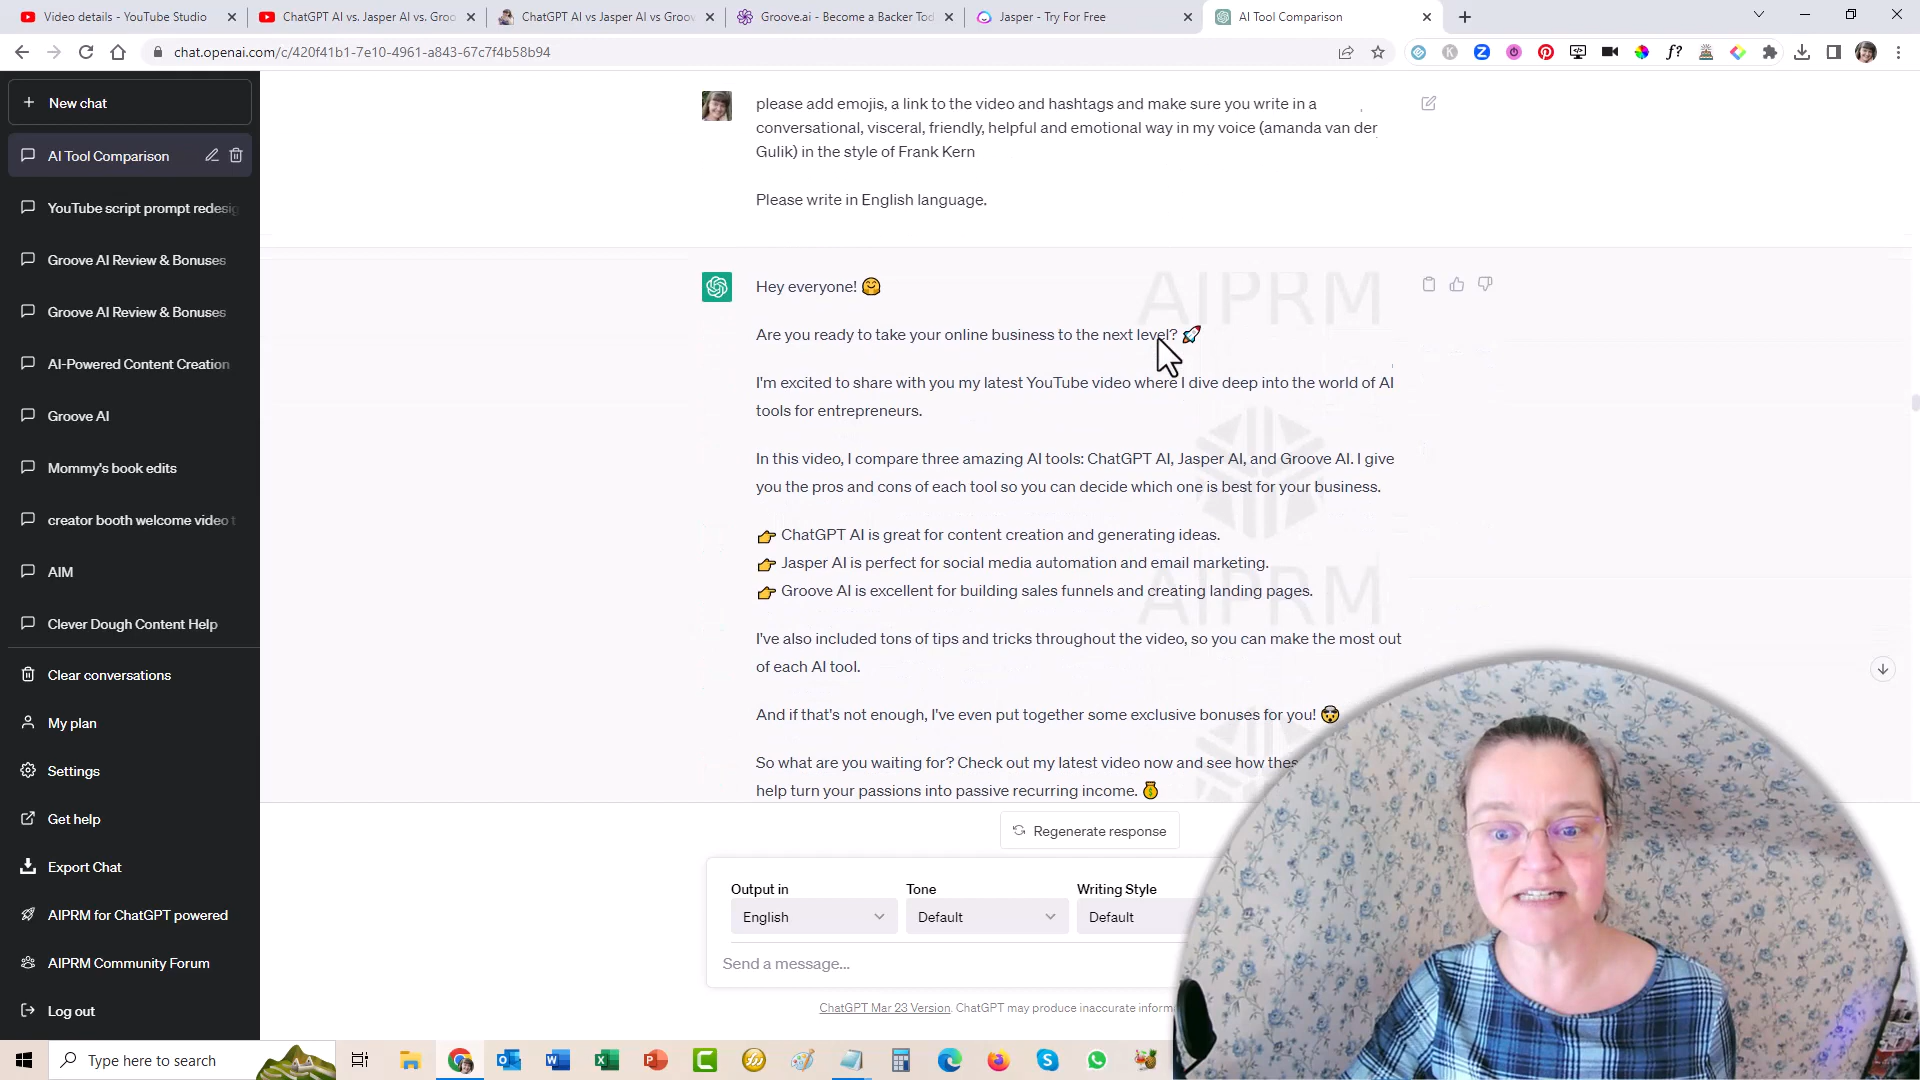 Video details - YouTube Studio
ChatGPT AI vs. Jasper AI vs. Groo
ChatGPT AI vs Jasper AI vs Groov
Groove.ai - Become a Backer Tod
Jasper - Try For Free
AI Tool Comparison
chat.openai.com/c/420f41b1-7e10-4961-a843-67c7f4b58b94
New chat
AI Tool Comparison
YouTube script prompt redesig
Groove AI Review & Bonuses
Groove AI Review & Bonuses
AI-Powered Content Creation
Groove AI
Mommy's book edits
creator booth welcome video t
AIM
Clever Dough Content Help
Clear conversations
My plan
Settings
Get help
Export Chat
AIPRM for ChatGPT powered
AIPRM Community Forum
Log out
please add emojis, a link to the video and hashtags and make sure you write in a
conversational, visceral, friendly, helpful and emotional way in my voice (amanda van der
Gulik) in the style of Frank Kern
Please write in English language.
Hey everyone! 🤗
Are you ready to take your online business to the next level? 🚀
I'm excited to share with you my latest YouTube video where I dive deep into the world of AI
tools for entrepreneurs.
In this video, I compare three amazing AI tools: ChatGPT AI, Jasper AI, and Groove AI. I give
you the pros and cons of each tool so you can decide which one is best for your business.
👉 ChatGPT AI is great for content creation and generating ideas.
👉 Jasper AI is perfect for social media automation and email marketing.
👉 Groove AI is excellent for building sales funnels and creating landing pages.
I've also included tons of tips and tricks throughout the video, so you can make the most out
of each AI tool.
And if that's not enough, I've even put together some exclusive bonuses for you! 🤯
So what are you waiting for? Check out my latest video now and see how thes
help turn your passions into passive recurring income. 💰
AIPRM
AIPRM
Regenerate response
Output in
Tone
Writing Style
English
Default
Default
Send a message...
ChatGPT Mar 23 Version. ChatGPT may produce inaccurate inform
Type here to search